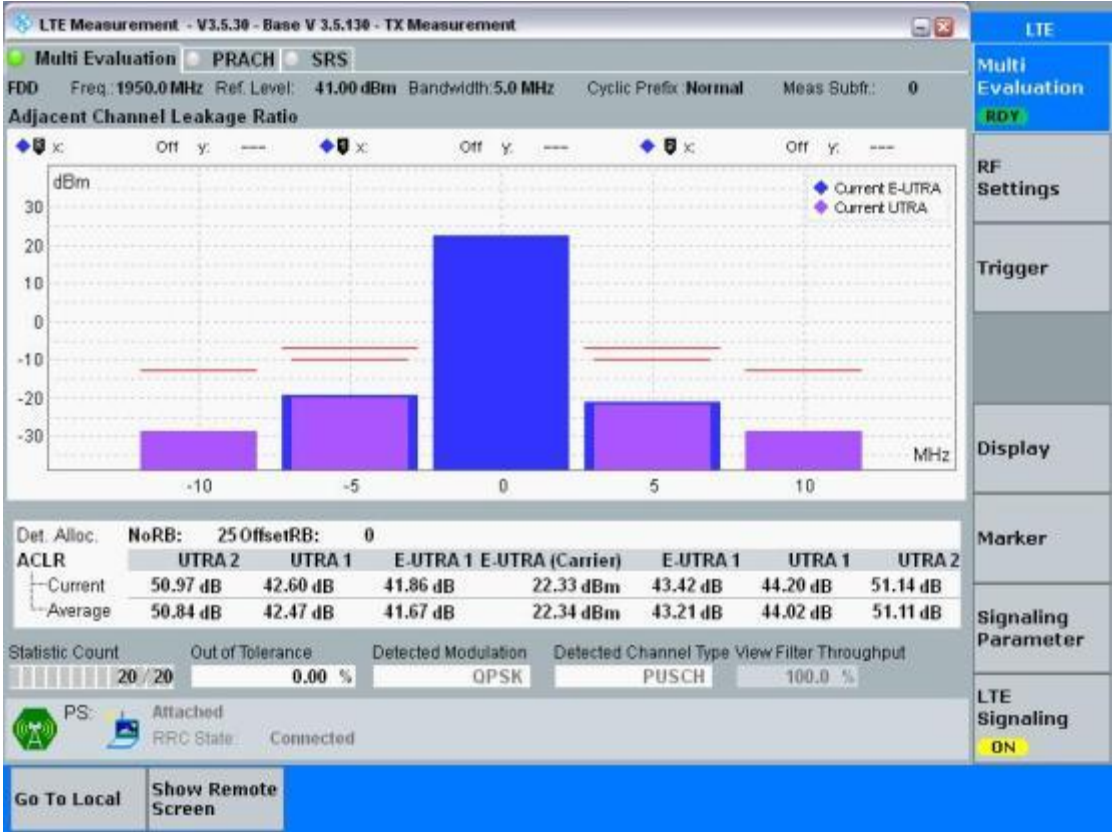 LTE Measurement - V3.5.30 - Base V 3.5.130 - TX Measurement
LTE
Multi Evaluation PRACH SRS
FDD Freq.: 1950.0 MHz Ref. Level: 41.00 dBm Bandwidth: 5.0 MHz Cyclic Prefix: Normal Meas Subfr.: 0
Adjacent Channel Leakage Ratio
x: Off y: --- x: Off y: --- x: Off y: ---
dBm
Current E-UTRA
Current UTRA
30
20
10
0
-10
-20
-30
MHz
-10 -5 0 5 10
Det. Alloc. NoRB: 25 OffsetRB: 0
ACLR UTRA 2 UTRA 1 E-UTRA 1 E-UTRA (Carrier) E-UTRA 1 UTRA 1 UTRA 2
Current 50.97 dB 42.60 dB 41.86 dB 22.33 dBm 43.42 dB 44.20 dB 51.14 dB
Average 50.84 dB 42.47 dB 41.67 dB 22.34 dBm 43.21 dB 44.02 dB 51.11 dB
Statistic Count Out of Tolerance Detected Modulation Detected Channel Type View Filter Throughput
20 / 20 0.00 % QPSK PUSCH 100.0 %
PS: Attached
RRC State: Connected
Multi
Evaluation
RDY
RF
Settings
Trigger
Display
Marker
Signaling
Parameter
LTE
Signaling
ON
Go To Local
Show Remote
Screen